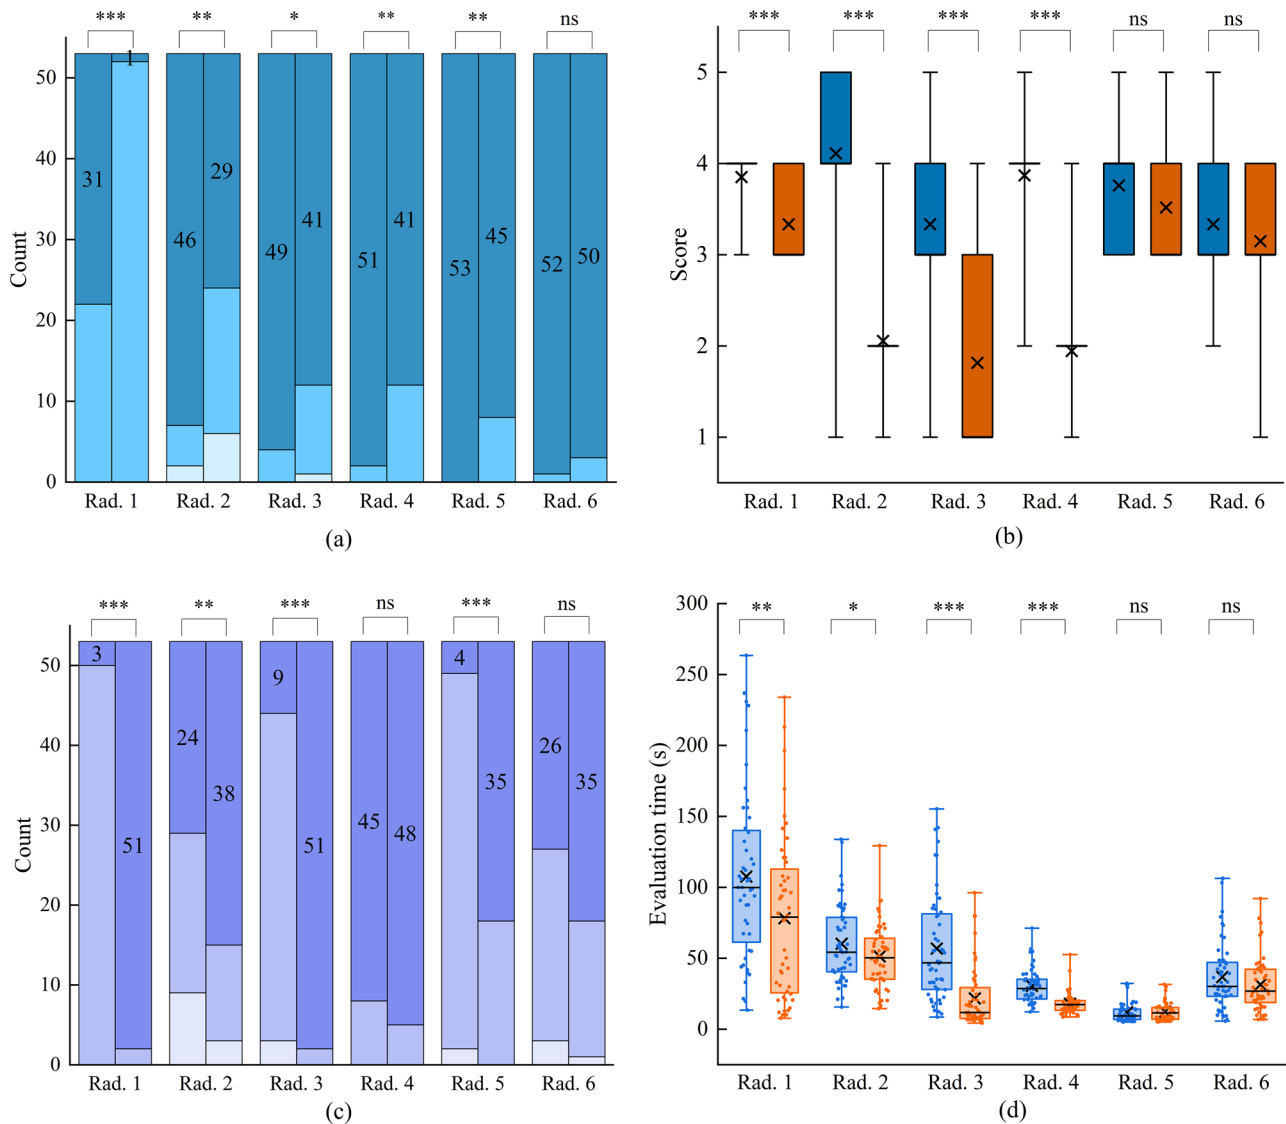 *** ** * ** ** ns
50
40
30
20
10
0
Count
31 1 46 29 49 41 51 41 53 45 52 50
Rad. 1 Rad. 2 Rad. 3 Rad. 4 Rad. 5 Rad. 6
(a)
*** *** *** *** ns ns
5
4
3
2
1
Score
Rad. 1 Rad. 2 Rad. 3 Rad. 4 Rad. 5 Rad. 6
(b)
*** ** *** ns *** ns
50
40
30
20
10
0
Count
3 51 24 38 9 51 45 48 4 35 26 35
Rad. 1 Rad. 2 Rad. 3 Rad. 4 Rad. 5 Rad. 6
(c)
** * *** *** ns ns
300
250
200
150
100
50
0
Evaluation time (s)
Rad. 1 Rad. 2 Rad. 3 Rad. 4 Rad. 5 Rad. 6
(d)